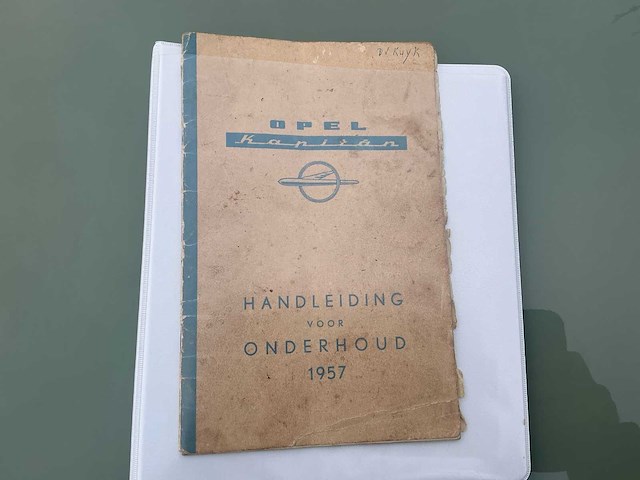 OPEL
Kapitän
HANDLEIDING
VOOR
ONDERHOUD
1957